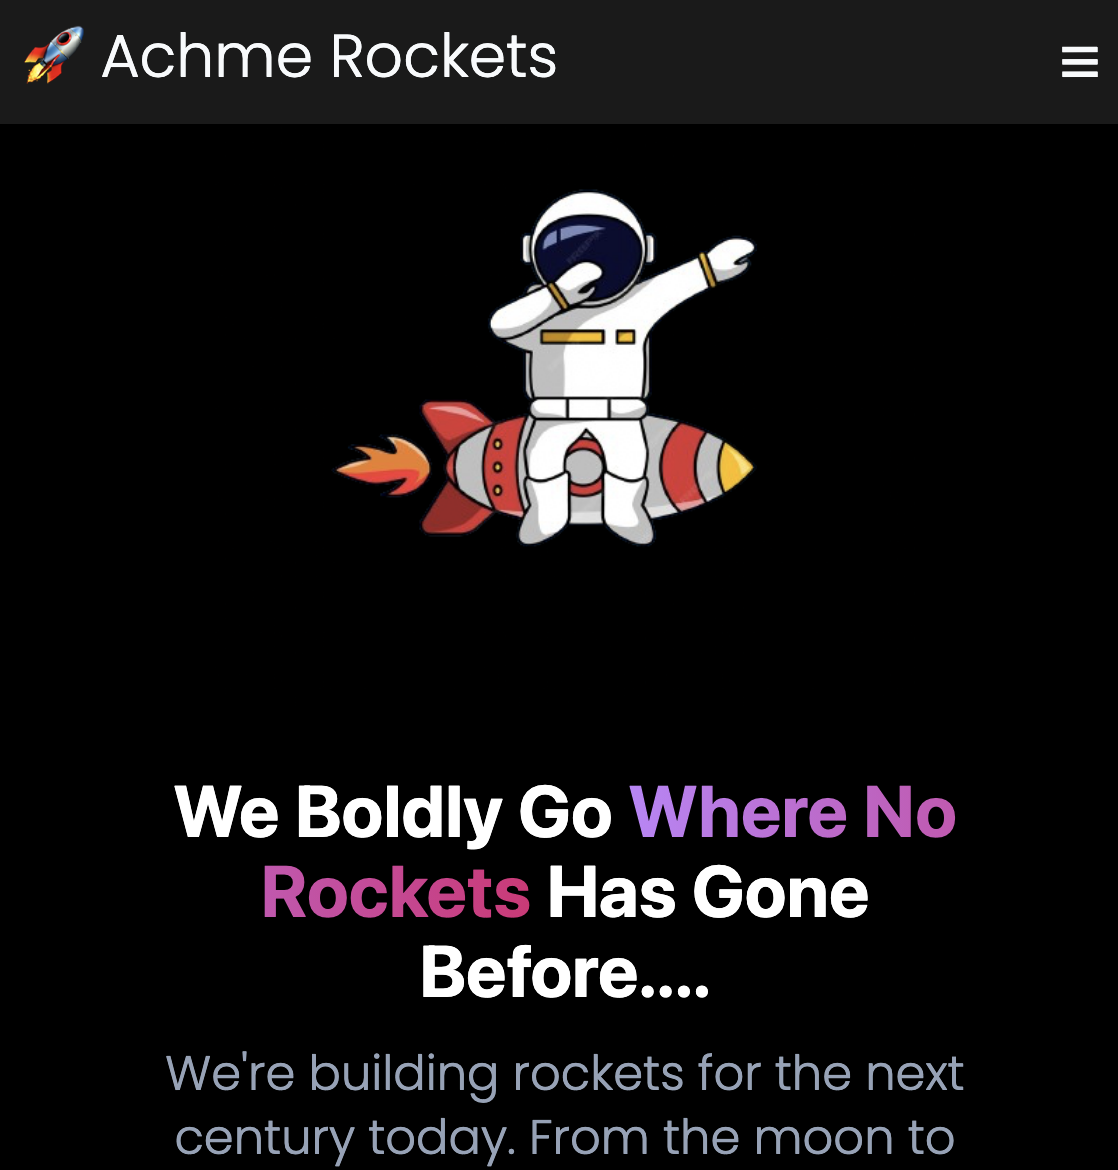 Achme Rockets
We Boldly Go Where No
Rockets Has Gone
Before....
We're building rockets for the next
century today. From the moon to